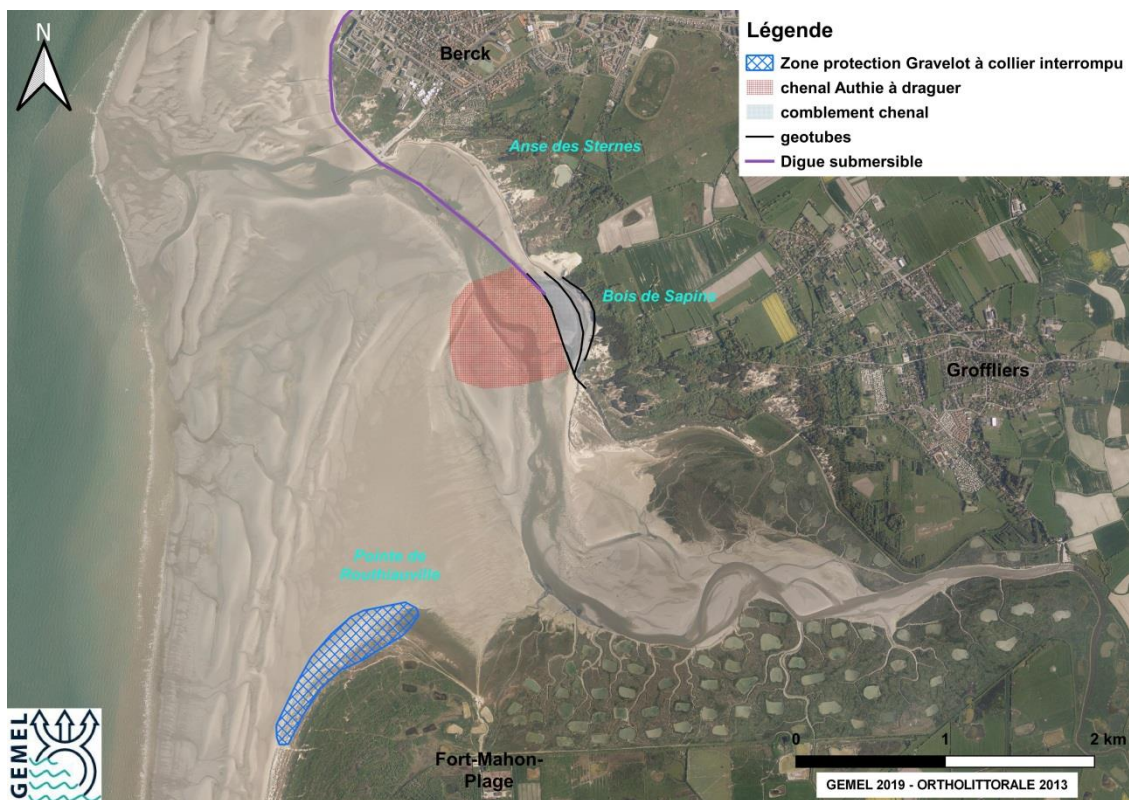 N
Berck
Légende
Zone protection Gravelot à collier interrompu
chenal Authie à draguer
comblement chenal
geotubes
Digue submersible
Anse des Sternes
Bois de Sapins
Groffliers
Pointe de
Routhiauville
Fort-Mahon-
Plage
0 1 2 km
GEMEL 2019 - ORTHOLITTORALE 2013
GEMEL